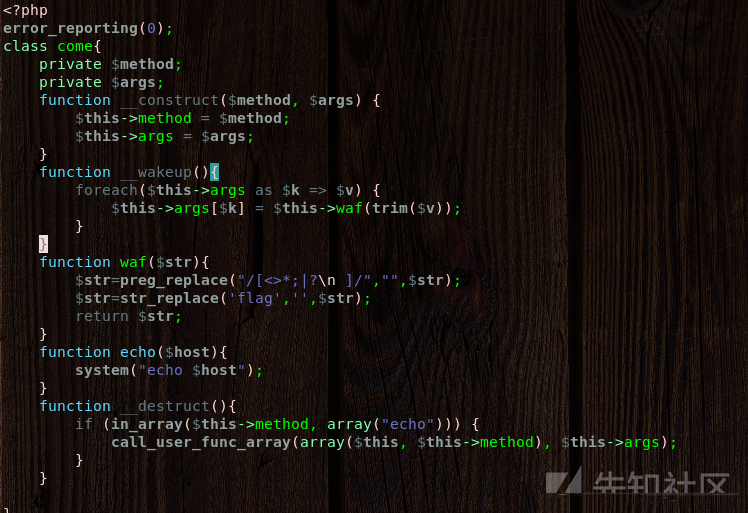 <?php
error_reporting(0);
class come{
    private $method;
    private $args;
    function __construct($method, $args) {
        $this->method = $method;
        $this->args = $args;
    }
    function __wakeup(){
        foreach($this->args as $k => $v) {
            $this->args[$k] = $this->waf(trim($v));
        }
    }
    function waf($str){
        $str=preg_replace("/[<>*;|?\n ]/","",$str);
        $str=str_replace('flag','',$str);
        return $str;
    }
    function echo($host){
        system("echo $host");
    }
    function __destruct(){
        if (in_array($this->method, array("echo"))) {
            call_user_func_array(array($this, $this->method), $this->args);
        }
    }
}
先知社区